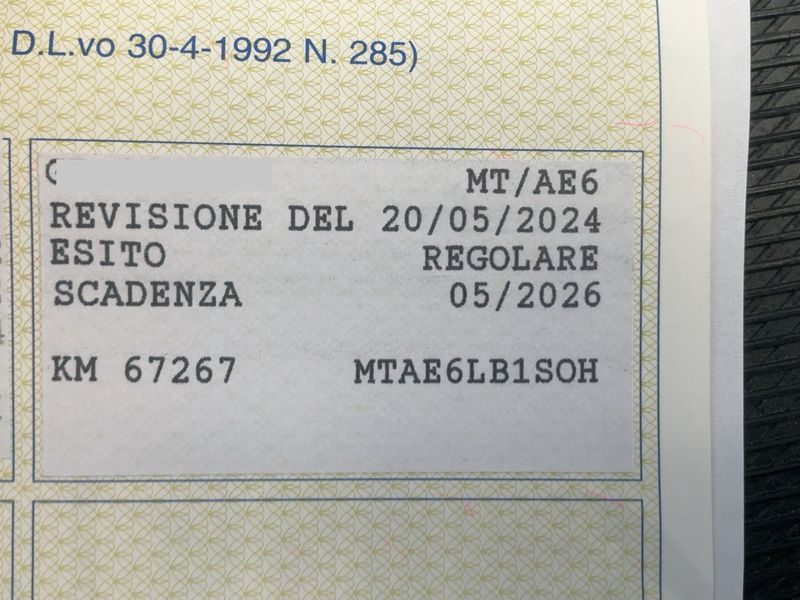 D.L.vo 30-4-1992 N. 285)
MT/AE6
REVISIONE DEL 20/05/2024
ESITO REGOLARE
SCADENZA 05/2026
KM 67267 MTAE6LB1SOH